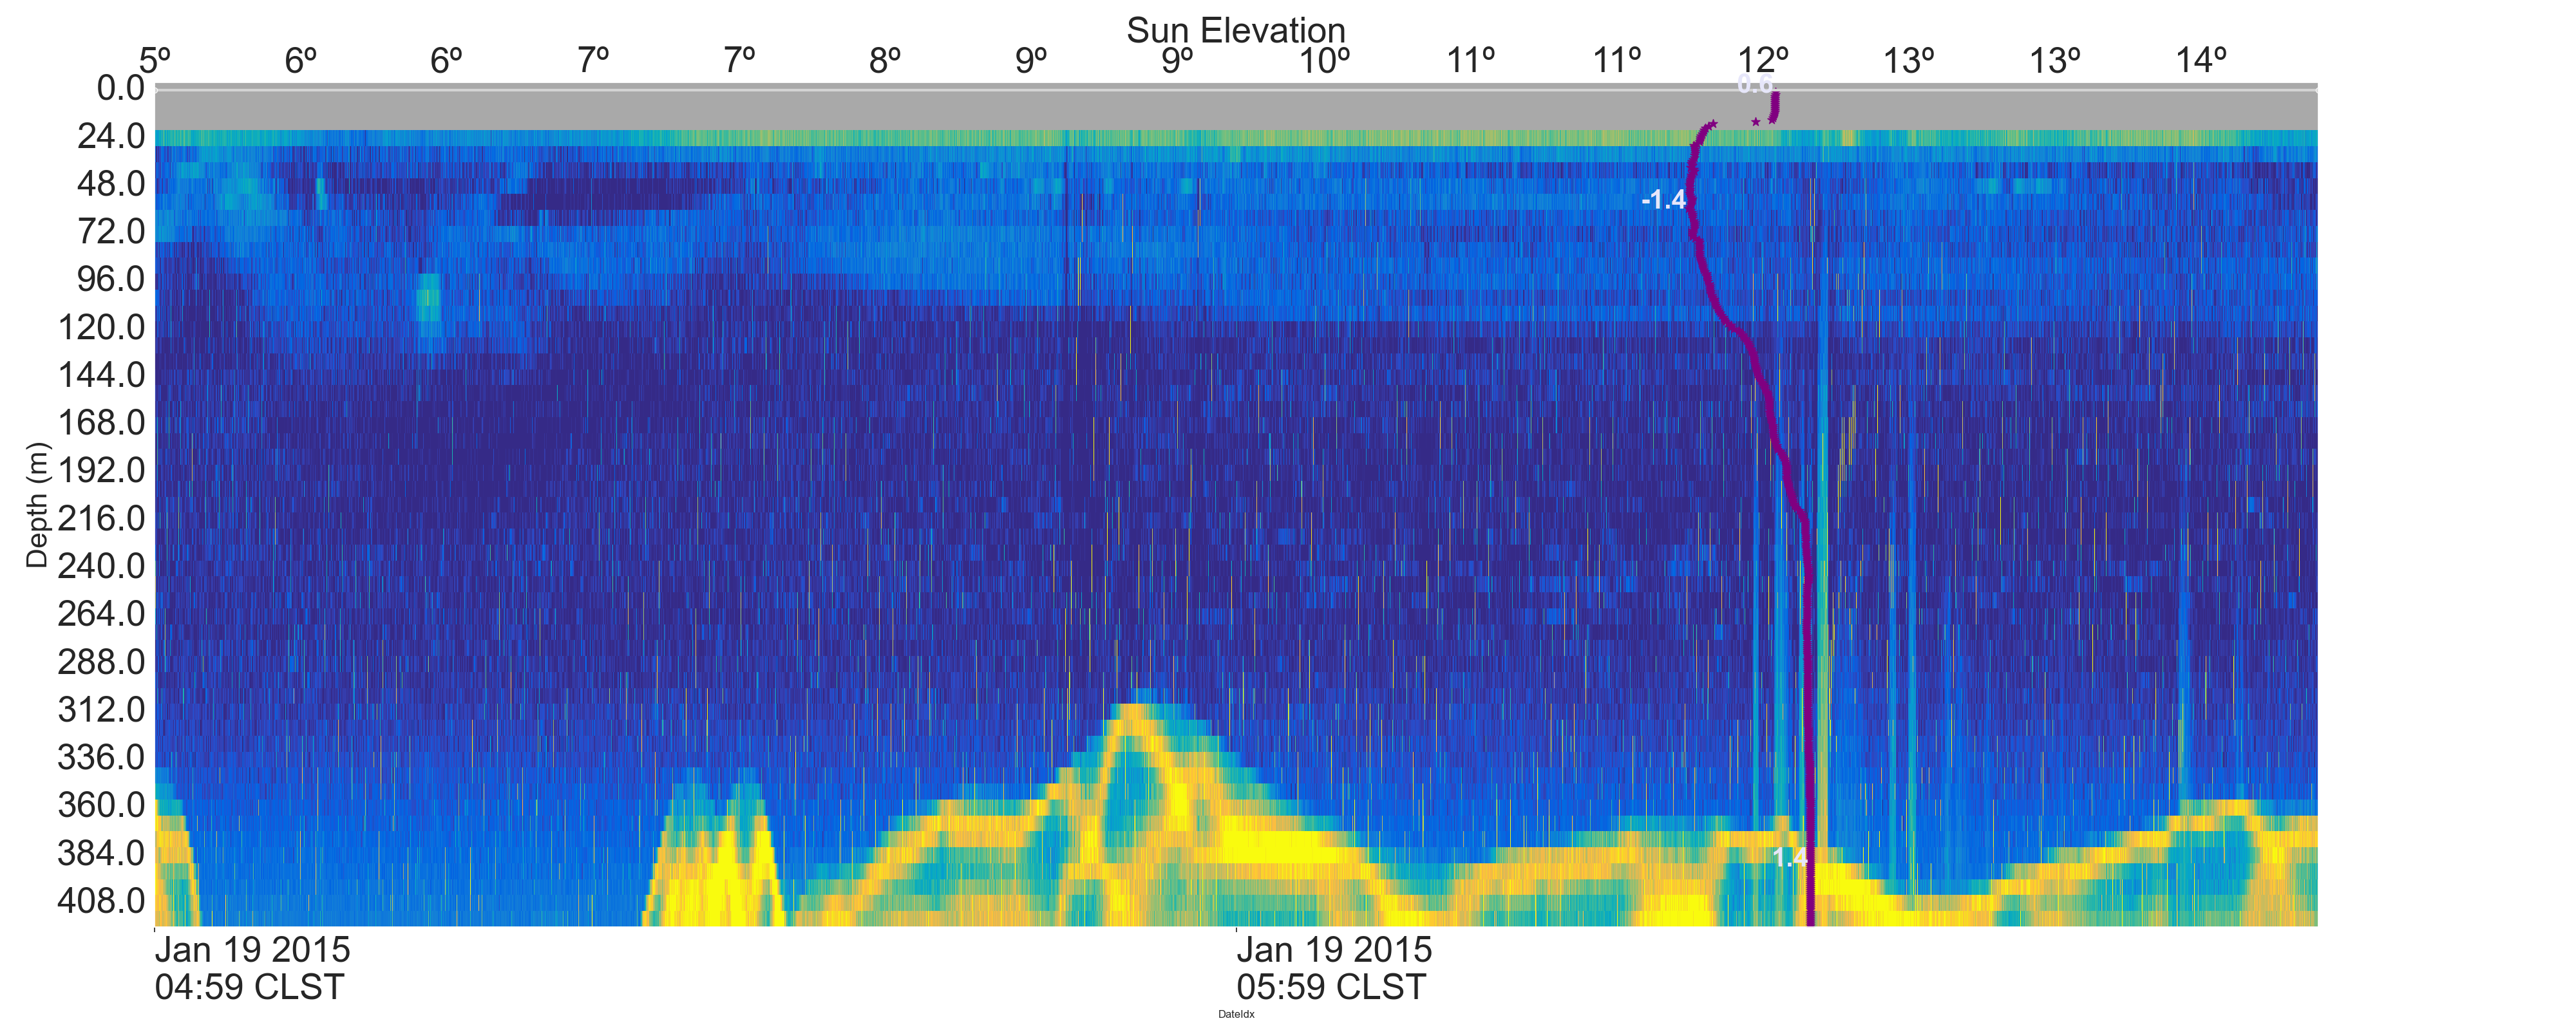 Sun Elevation
5º 6º 6º 7º 7º 8º 9º 9º 10º 11º 11º 12º 13º 13º 14º
0.6
0.0
24.0
48.0
-1.4
72.0
96.0
120.0
144.0
168.0
192.0
216.0
240.0
264.0
288.0
312.0
336.0
360.0
384.0
1.4
408.0
Depth (m)
Jan 19 2015
04:59 CLST
Jan 19 2015
05:59 CLST
DateIdx